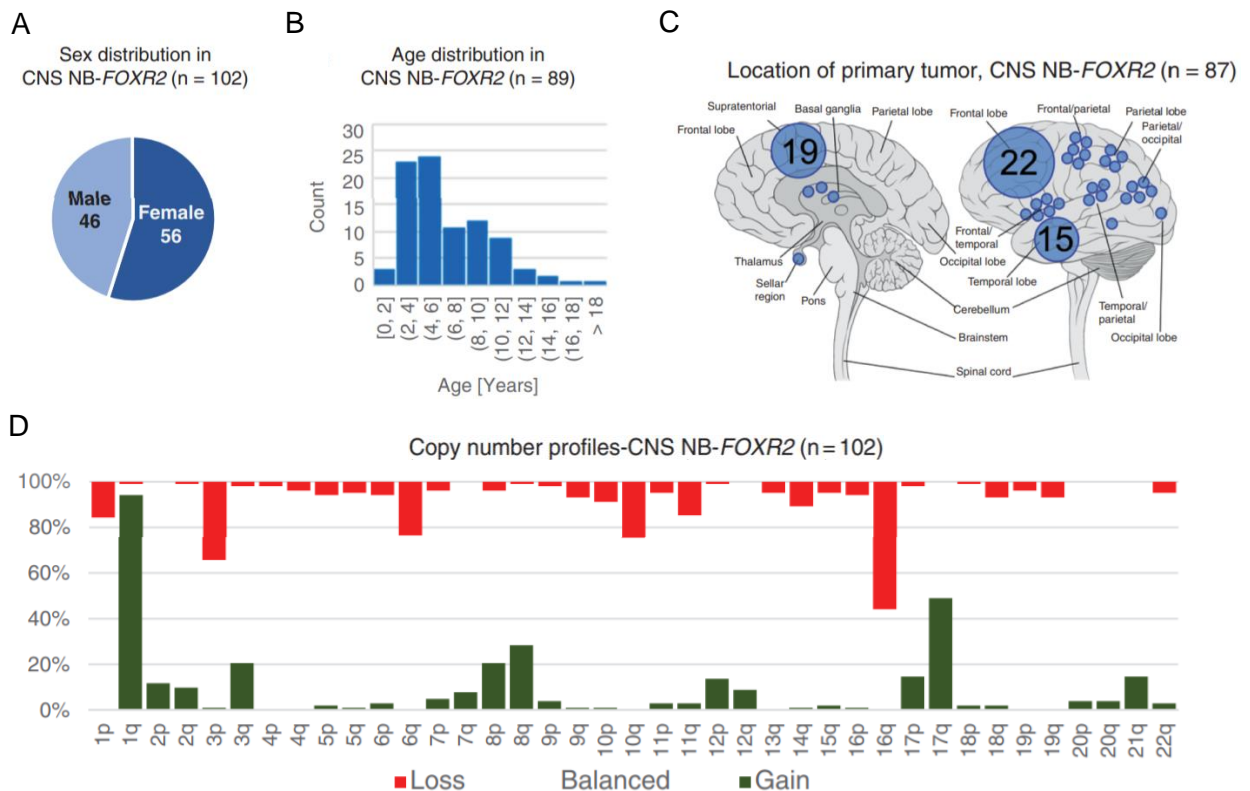 A
Sex distribution in
CNS NB-FOXR2 (n = 102)
Male
46
Female
56
B
Age distribution in
CNS NB-FOXR2 (n = 89)
30
25
20
15
10
5
0
Count
[0, 2]
(2, 4]
(4, 6]
(6, 8]
(8, 10]
(10, 12]
(12, 14]
(14, 16]
(16, 18]
> 18
Age [Years]
C
Location of primary tumor, CNS NB-FOXR2 (n = 87)
Supratentorial
Basal ganglia
Parietal lobe
Frontal lobe
19
Thalamus
Sellar
region
Pons
Occipital lobe
Cerebellum
Brainstem
Spinal cord
Frontal lobe
Frontal/parietal
Parietal lobe
Parietal/
occipital
22
Frontal/
temporal
15
Temporal lobe
Temporal/
parietal
Occipital lobe
D
Copy number profiles-CNS NB-FOXR2 (n = 102)
100%
80%
60%
40%
20%
0%
1p 1q 2p 2q 3p 3q 4p 4q 5p 5q 6p 6q 7p 7q 8p 8q 9p 9q 10p 10q 11p 11q 12p 12q 13q 14q 15q 16p 16q 17p 17q 18p 18q 19p 19q 20p 20q 21q 22q
Loss Balanced Gain